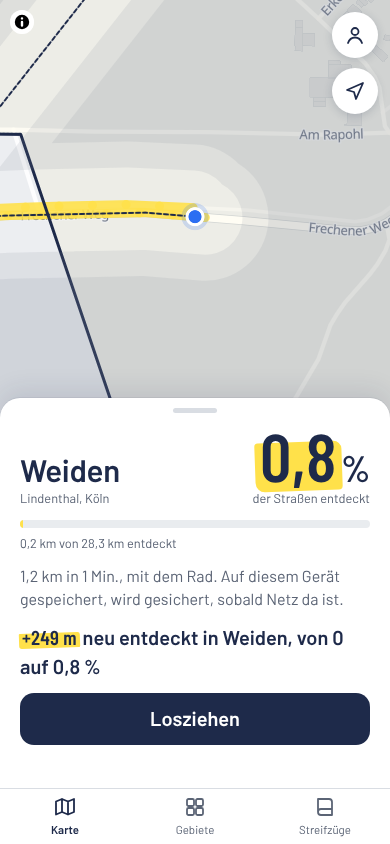 Am Rapohl
Weiden
Lindenthal, Köln
0,8 %
der Straßen entdeckt
0,2 km von 28,3 km entdeckt
1,2 km in 1 Min., mit dem Rad. Auf diesem Gerät
gespeichert, wird gesichert, sobald Netz da ist.
+249 m neu entdeckt in Weiden, von 0
auf 0,8 %
Losziehen
Karte
Gebiete
Streifzüge